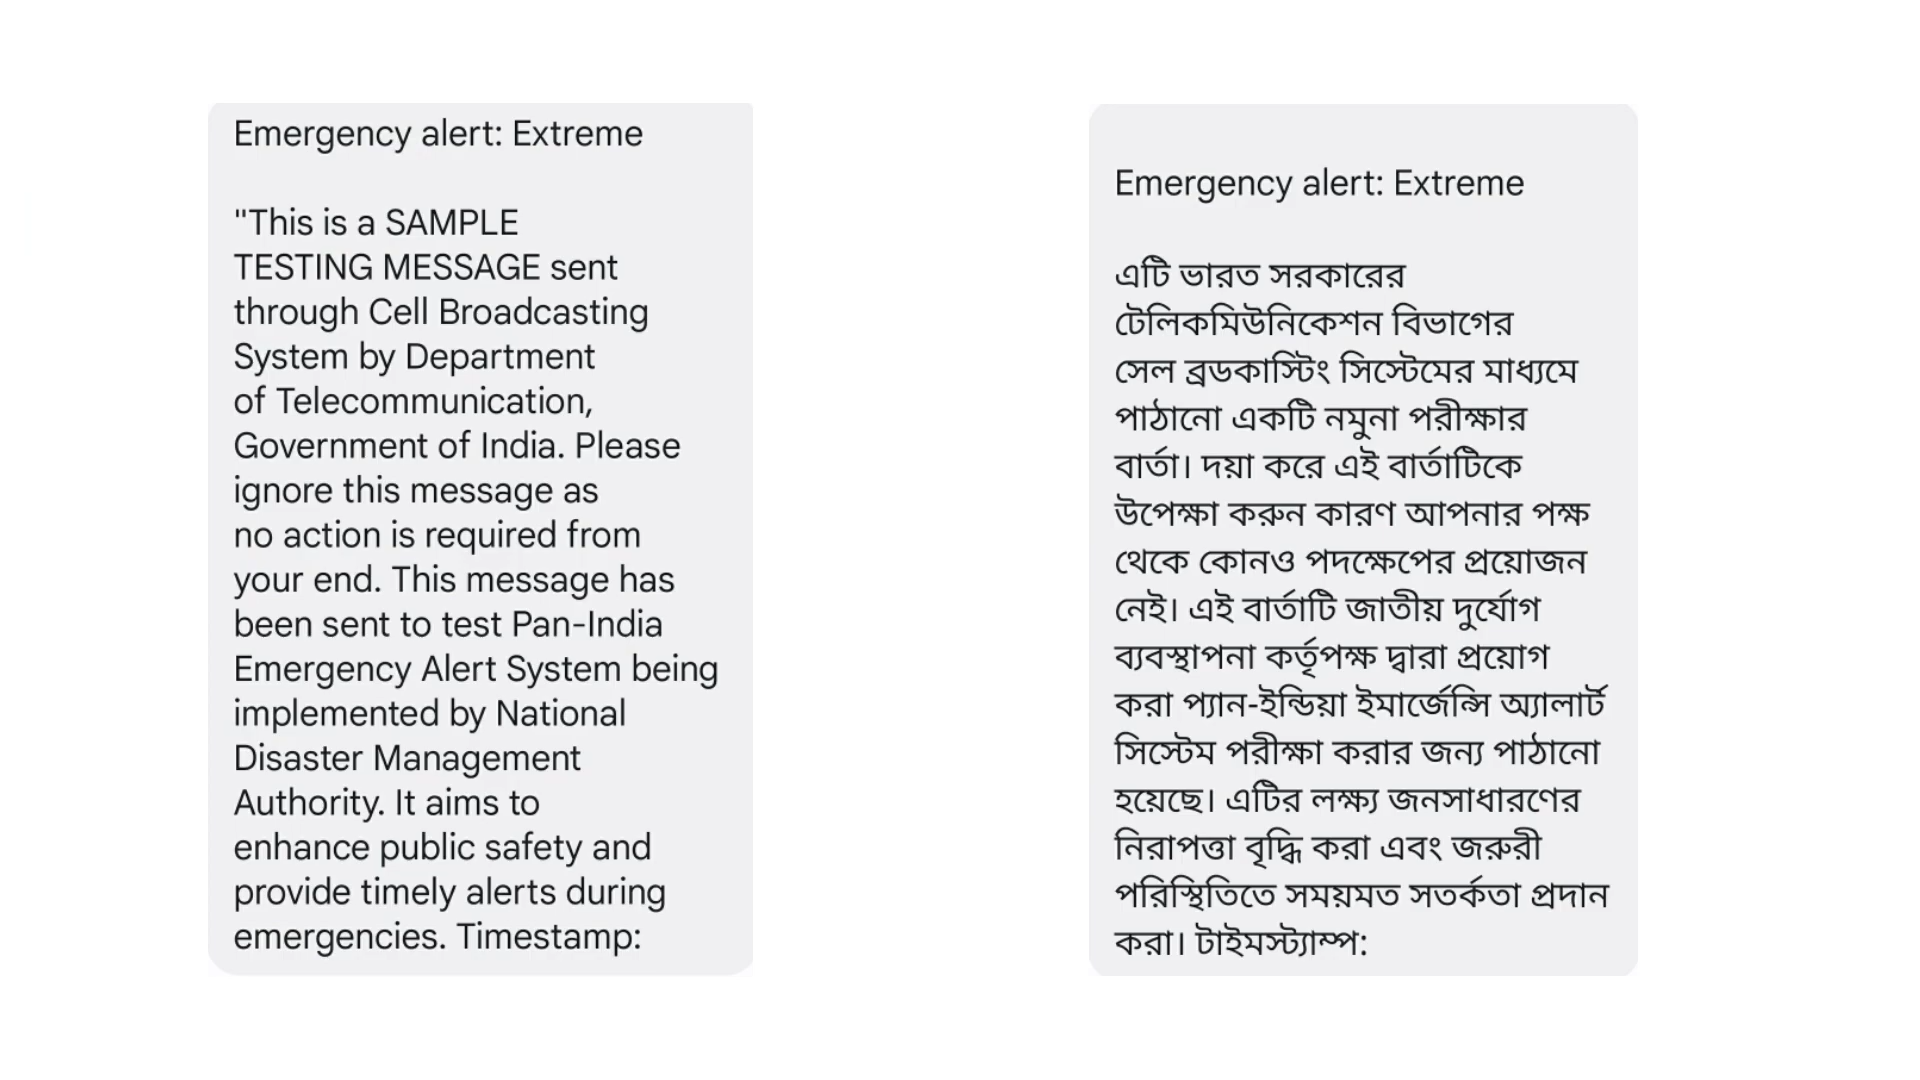 Emergency alert: Extreme
"This is a SAMPLE
TESTING MESSAGE sent
through Cell Broadcasting
System by Department
of Telecommunication,
Government of India. Please
ignore this message as
no action is required from
your end. This message has
been sent to test Pan-India
Emergency Alert System being
implemented by National
Disaster Management
Authority. It aims to
enhance public safety and
provide timely alerts during
emergencies. Timestamp:
Emergency alert: Extreme
এটি ভারত সরকারের
টেলিকমিউনিকেশন বিভাগের
সেল ব্রডকাস্টিং সিস্টেমের মাধ্যমে
পাঠানো একটি নমুনা পরীক্ষার
বার্তা। দয়া করে এই বার্তাটিকে
উপেক্ষা করুন কারণ আপনার পক্ষ
থেকে কোনও পদক্ষেপের প্রয়োজন
নেই। এই বার্তাটি জাতীয় দুর্যোগ
ব্যবস্থাপনা কর্তৃপক্ষ দ্বারা প্রয়োগ
করা প্যান-ইন্ডিয়া ইমার্জেন্সি অ্যালার্ট
সিস্টেম পরীক্ষা করার জন্য পাঠানো
হয়েছে। এটির লক্ষ্য জনসাধারণের
নিরাপত্তা বৃদ্ধি করা এবং জরুরী
পরিস্থিতিতে সময়মত সতর্কতা প্রদান
করা। টাইমস্ট্যাম্প: